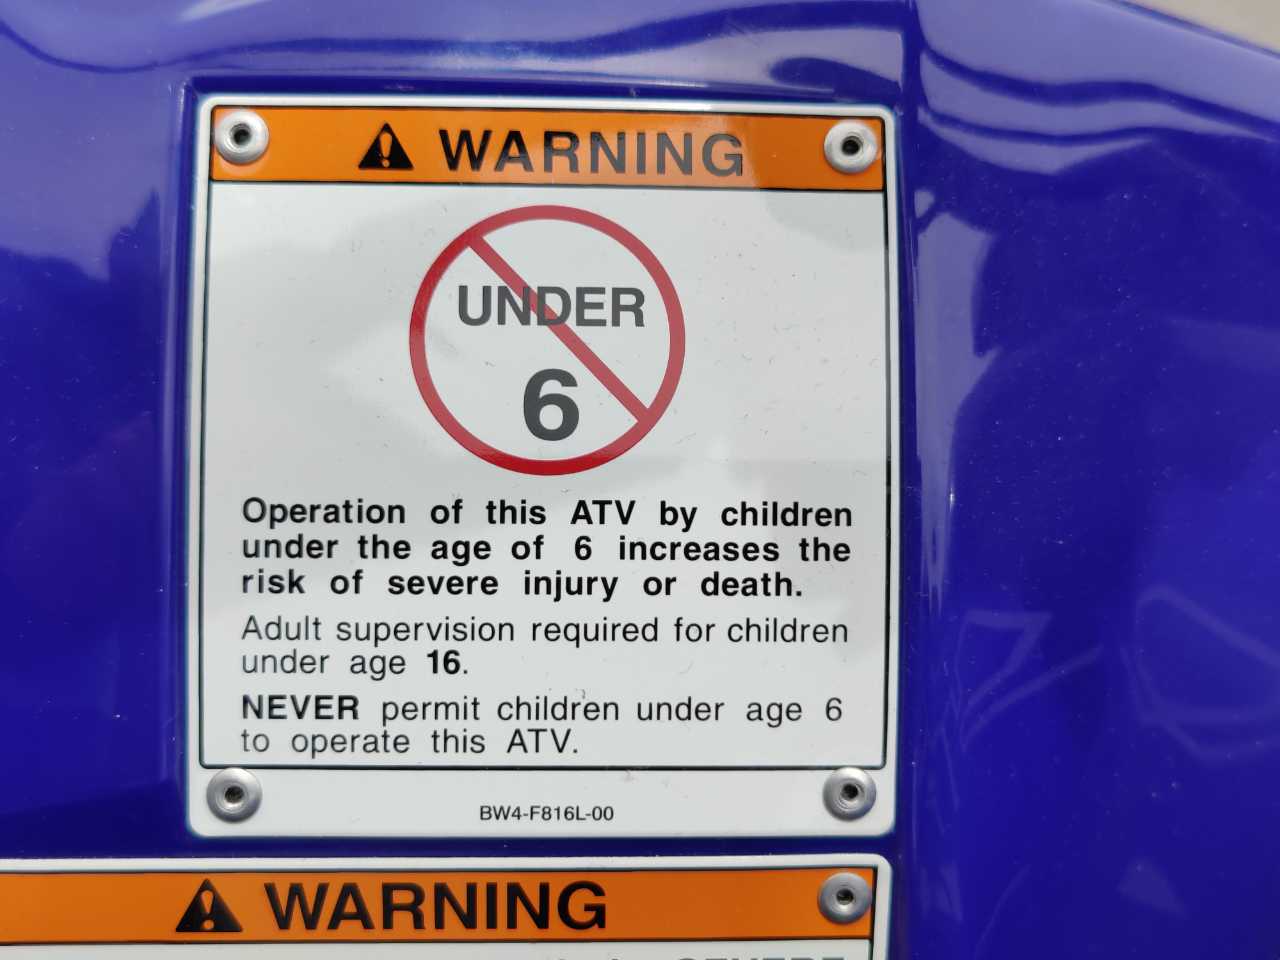 WARNING
UNDER
6
Operation of this ATV by children
under the age of 6 increases the
risk of severe injury or death.
Adult supervision required for children
under age 16.
NEVER permit children under age 6
to operate this ATV.
BW4-F816L-00
WARNING